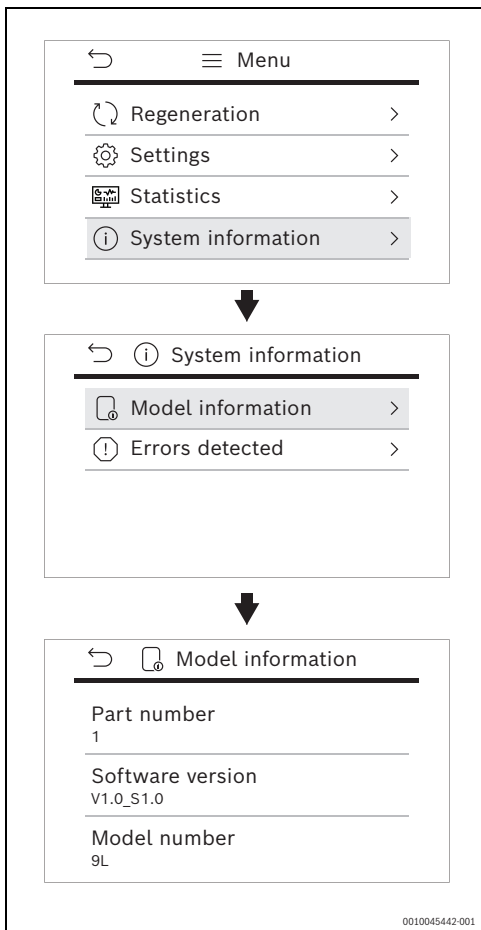 Menu
Regeneration
Settings
Statistics
System information
System information
Model information
Errors detected
Model information
Part number
1
Software version
V1.0_S1.0
Model number
9L
0010045442-001